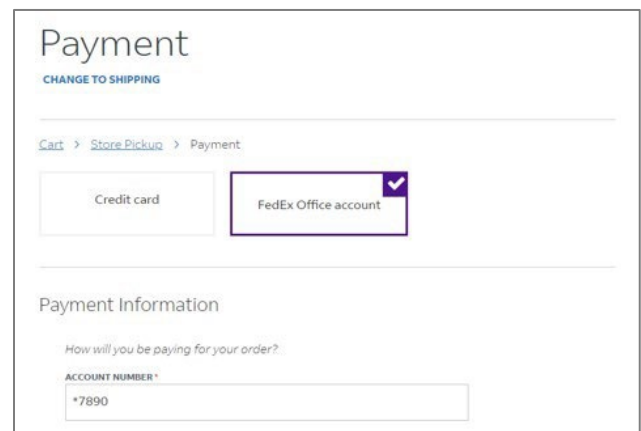 Payment
CHANGE TO SHIPPING
Cart > Store Pickup > Payment
Credit card
FedEx Office account
Payment Information
How will you be paying for your order?
ACCOUNT NUMBER*
*7890